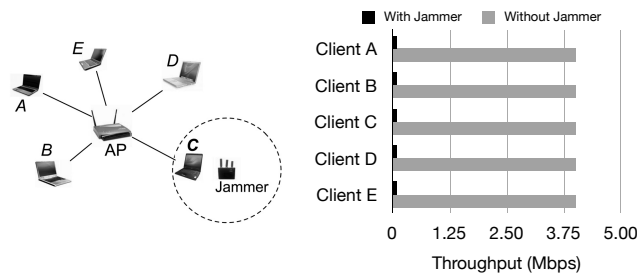 E
D
A
B
AP
C
Jammer
With Jammer
Without Jammer
Client A
Client B
Client C
Client D
Client E
0
1.25
2.50
3.75
5.00
Throughput (Mbps)